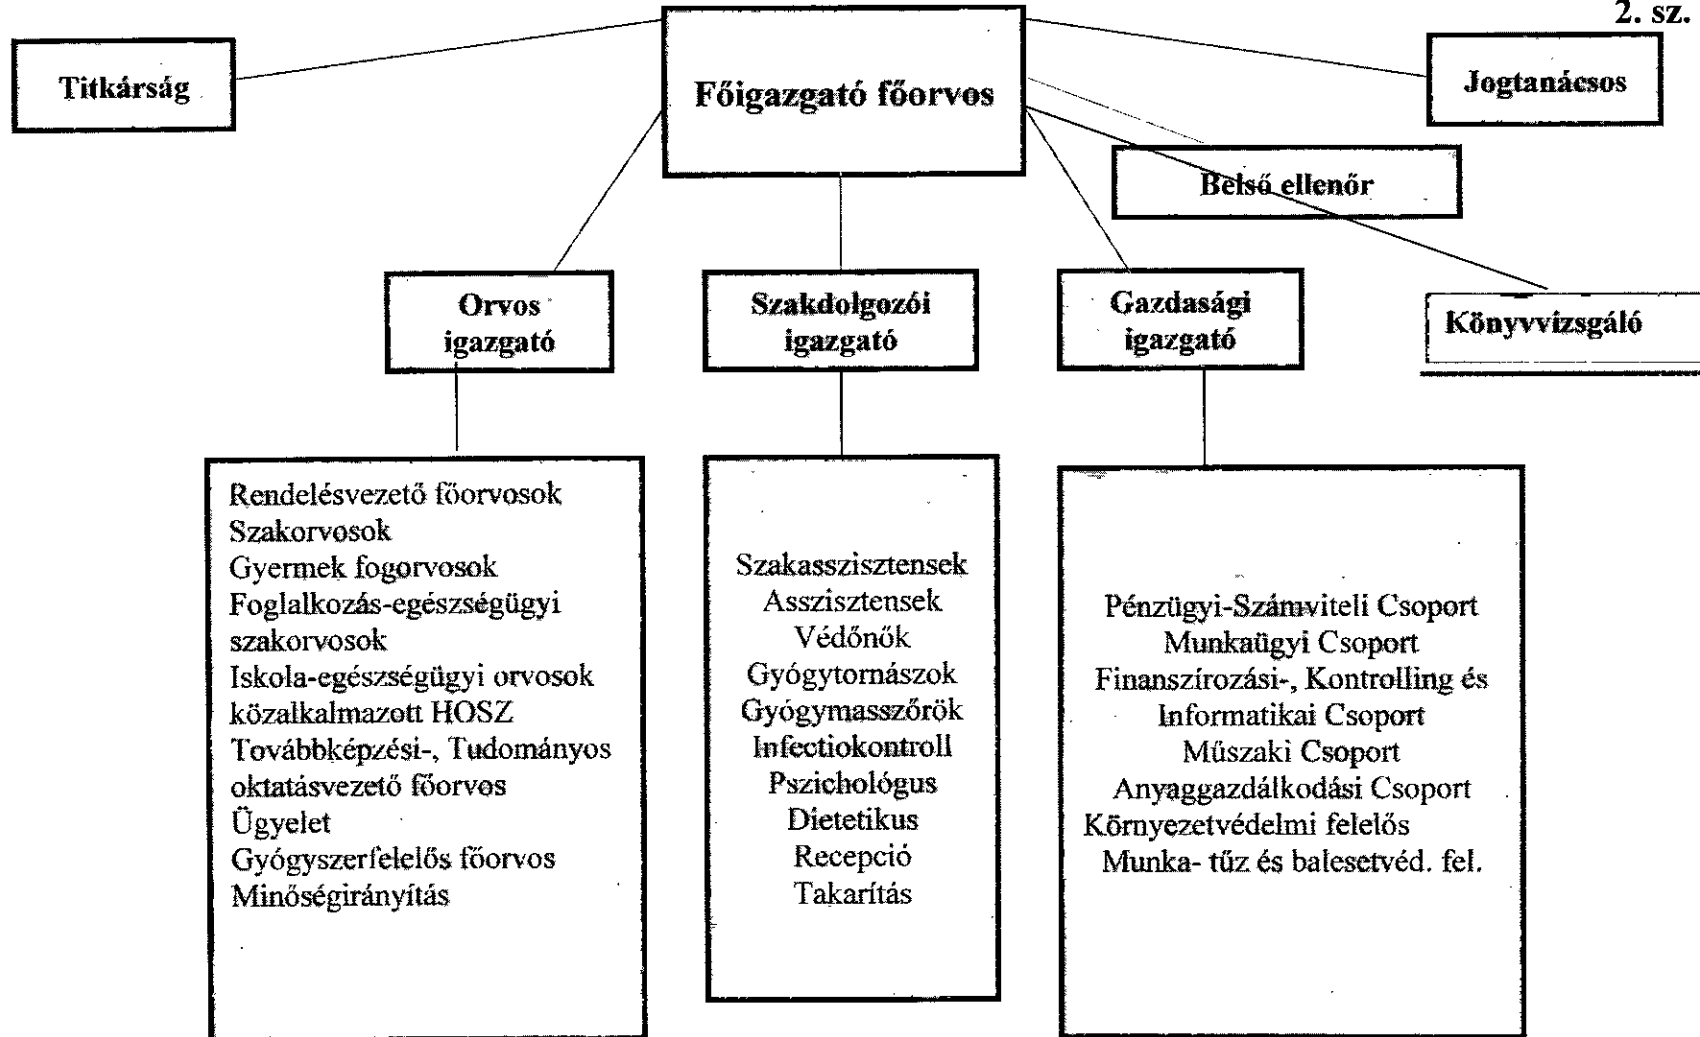 2. sz.
Titkárság
Főigazgató főorvos
Jogtanácsos
Belső ellenőr
Orvos
igazgató
Szakdolgozói
igazgató
Gazdasági
igazgató
Könyvvizsgáló
Rendelésvezető főorvosok
Szakorvosok
Gyermek fogorvosok
Foglalkozás-egészségügyi
szakorvosok
Iskola-egészségügyi orvosok
közalkalmazott HOSZ
Továbbképzési-, Tudományos
oktatásvezető főorvos
Ügyelet
Gyógyszerfelelős főorvos
Minőségirányítás
Szakasszisztensek
Asszisztensek
Védőnők
Gyógytornászok
Gyógymasszőrök
Infectiokontroll
Pszichológus
Dietetikus
Recepció
Takarítás
Pénzügyi-Számviteli Csoport
Munkaügyi Csoport
Finanszírozási-, Kontrolling és
Informatikai Csoport
Műszaki Csoport
Anyaggazdálkodási Csoport
Környezetvédelmi felelős
Munka- tűz és balesetvéd. fel.